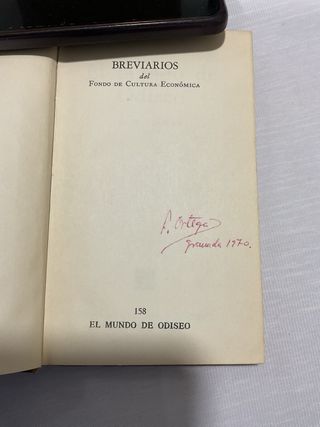 BREVIARIOS
del
FONDO DE CULTURA ECONÓMICA
F. Ortega
Granada 1970.
158
EL MUNDO DE ODISEO